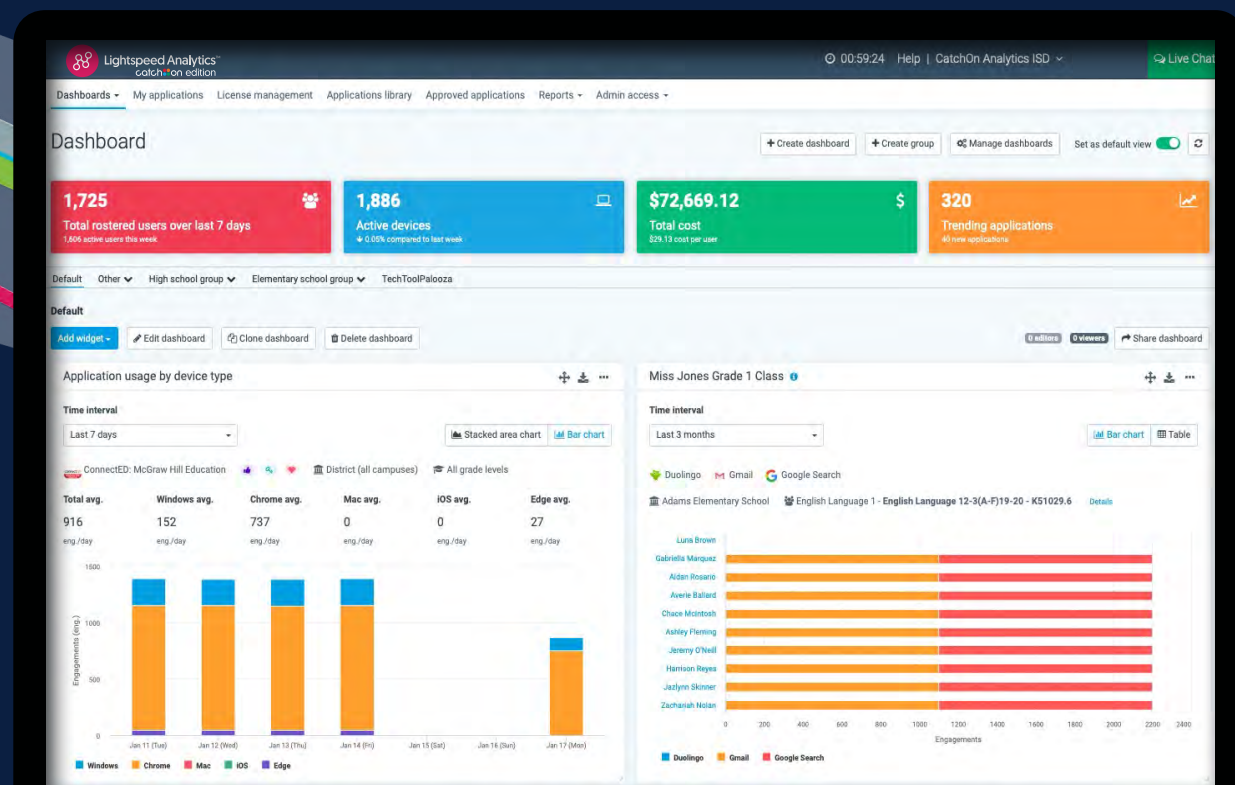 Lightspeed Analytics™
catchon edition
00:59:24 Help | CatchOn Analytics ISD
Live Chat
Dashboards My applications License management Applications library Approved applications Reports Admin access
Dashboard
+ Create dashboard + Create group Manage dashboards Set as default view
1,725
Total rostered users over last 7 days
1,606 active users this week
1,886
Active devices
0.05% compared to last week
$72,669.12
$
Total cost
$29.13 cost per user
320
Trending applications
40 new applications
Default Other High school group Elementary school group TechToolPalooza
Default
Add widget Edit dashboard Clone dashboard Delete dashboard
0 editors 0 viewers Share dashboard
Application usage by device type
Time interval
Last 7 days
Stacked area chart Bar chart
ConnectED: McGraw Hill Education District (all campuses) All grade levels
Total avg. Windows avg. Chrome avg. Mac avg. iOS avg. Edge avg.
916 152 737 0 0 27
eng./day eng./day eng./day eng./day eng./day eng./day
Engagements (eng.)
1500
1000
500
0
Jan 11 (Tue) Jan 12 (Wed) Jan 13 (Thu) Jan 14 (Fri) Jan 15 (Sat) Jan 16 (Sun) Jan 17 (Mon)
Windows Chrome Mac iOS Edge
Miss Jones Grade 1 Class
Time interval
Last 3 months
Bar chart Table
Duolingo Gmail Google Search
Adams Elementary School English Language 1 - English Language 12-3(A-F)19-20 - K51029.6 Details
Luna Brown
Gabriella Marquez
Aidan Rosario
Averie Ballard
Chace McIntosh
Ashley Fleming
Jeremy O'Neill
Harrison Reyes
Jazlynn Skinner
Zachariah Nolan
0 200 400 600 800 1000 1200 1400 1600 1800 2000 2200 2400
Engagements
Duolingo Gmail Google Search